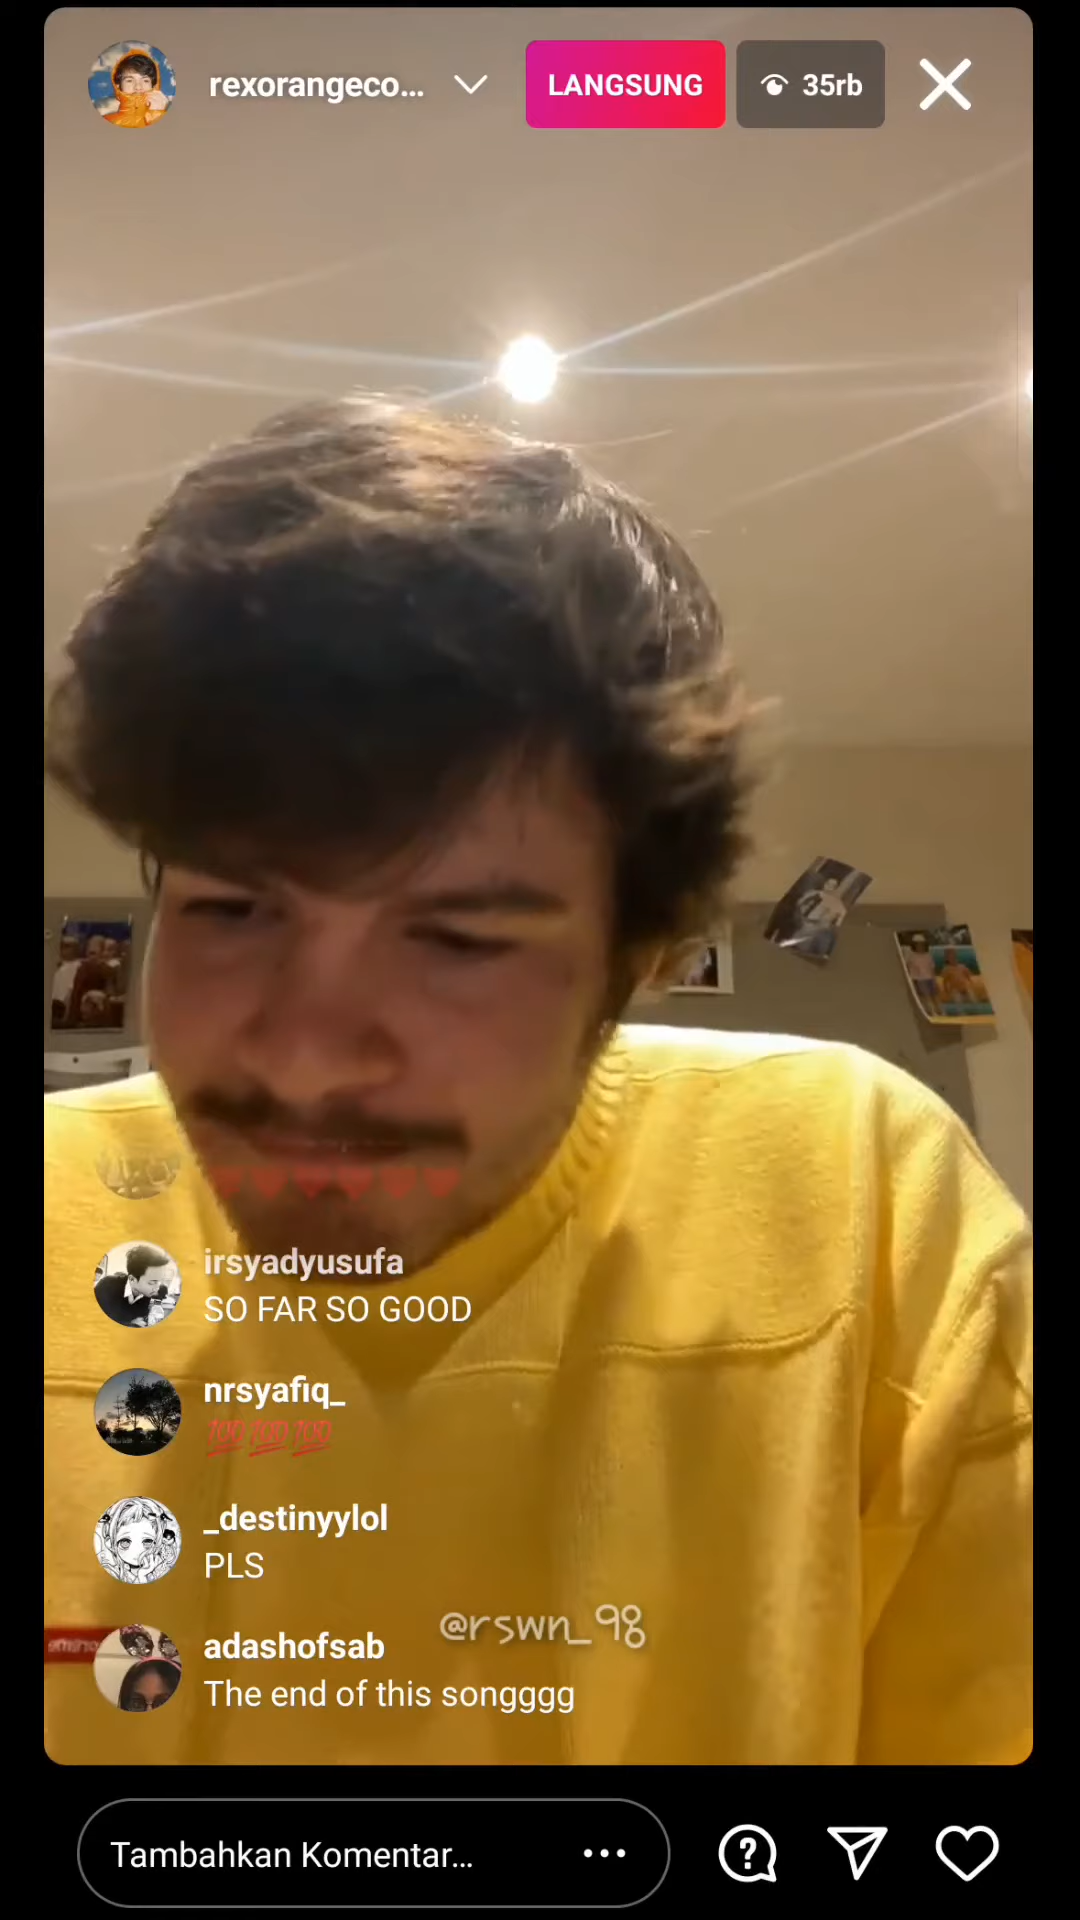 rexorangeco...
LANGSUNG
35rb
irsyadyusufa
SO FAR SO GOOD
nrsyafiq_
💯💯💯
_destinyylol
PLS
@rswn_98
adashofsab
The end of this songggg
Tambahkan Komentar...